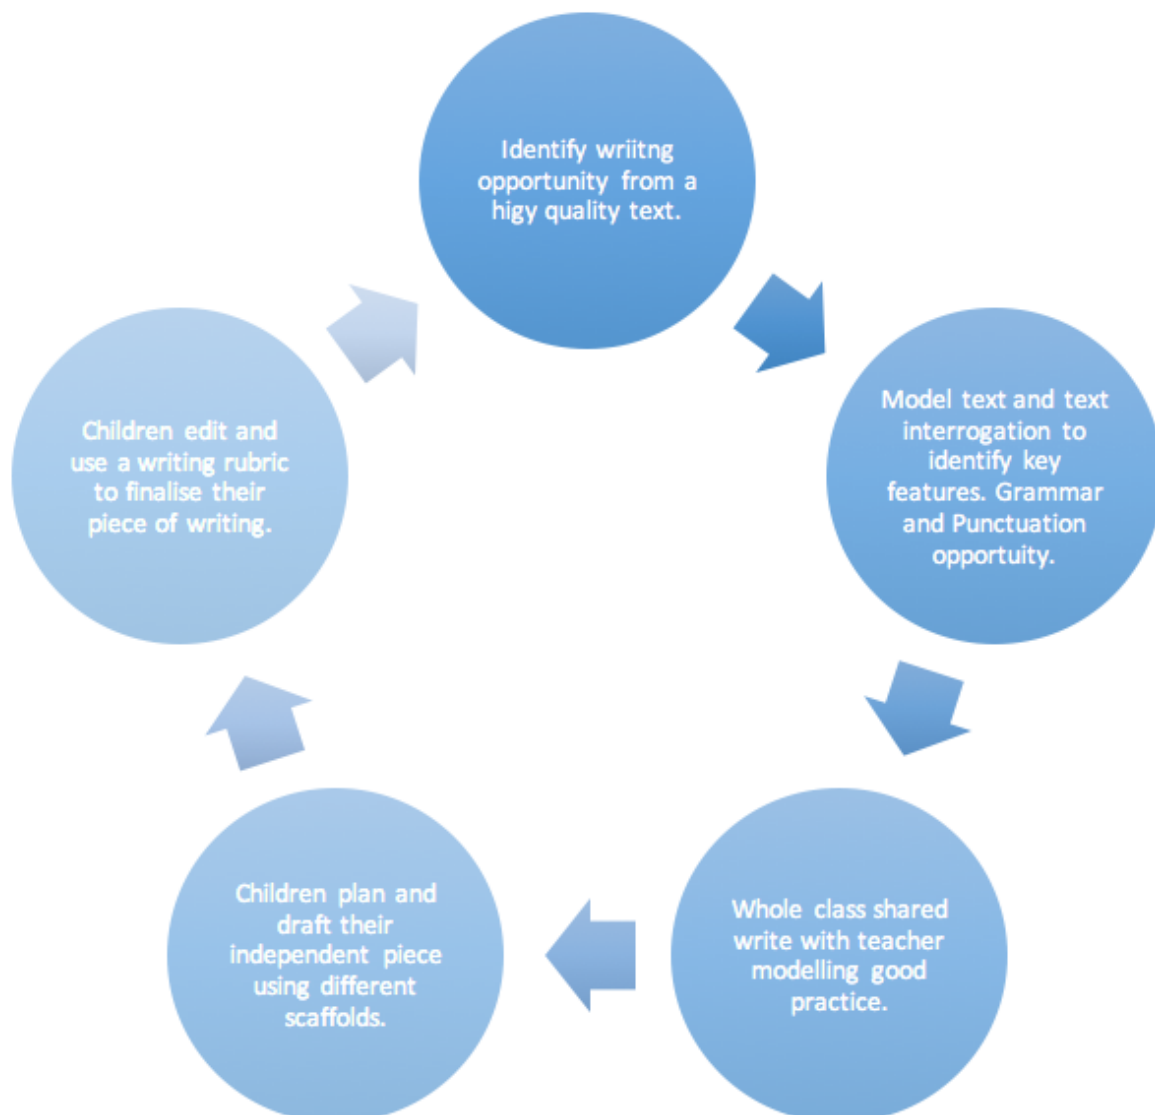 Identify wriitng
opportunity from a
higy quality text.
Model text and text
interrogation to
identify key
features. Grammar
and Punctuation
opportuity.
Whole class shared
write with teacher
modelling good
practice.
Children plan and
draft their
independent piece
using different
scaffolds.
Children edit and
use a writing rubric
to finalise their
piece of writing.